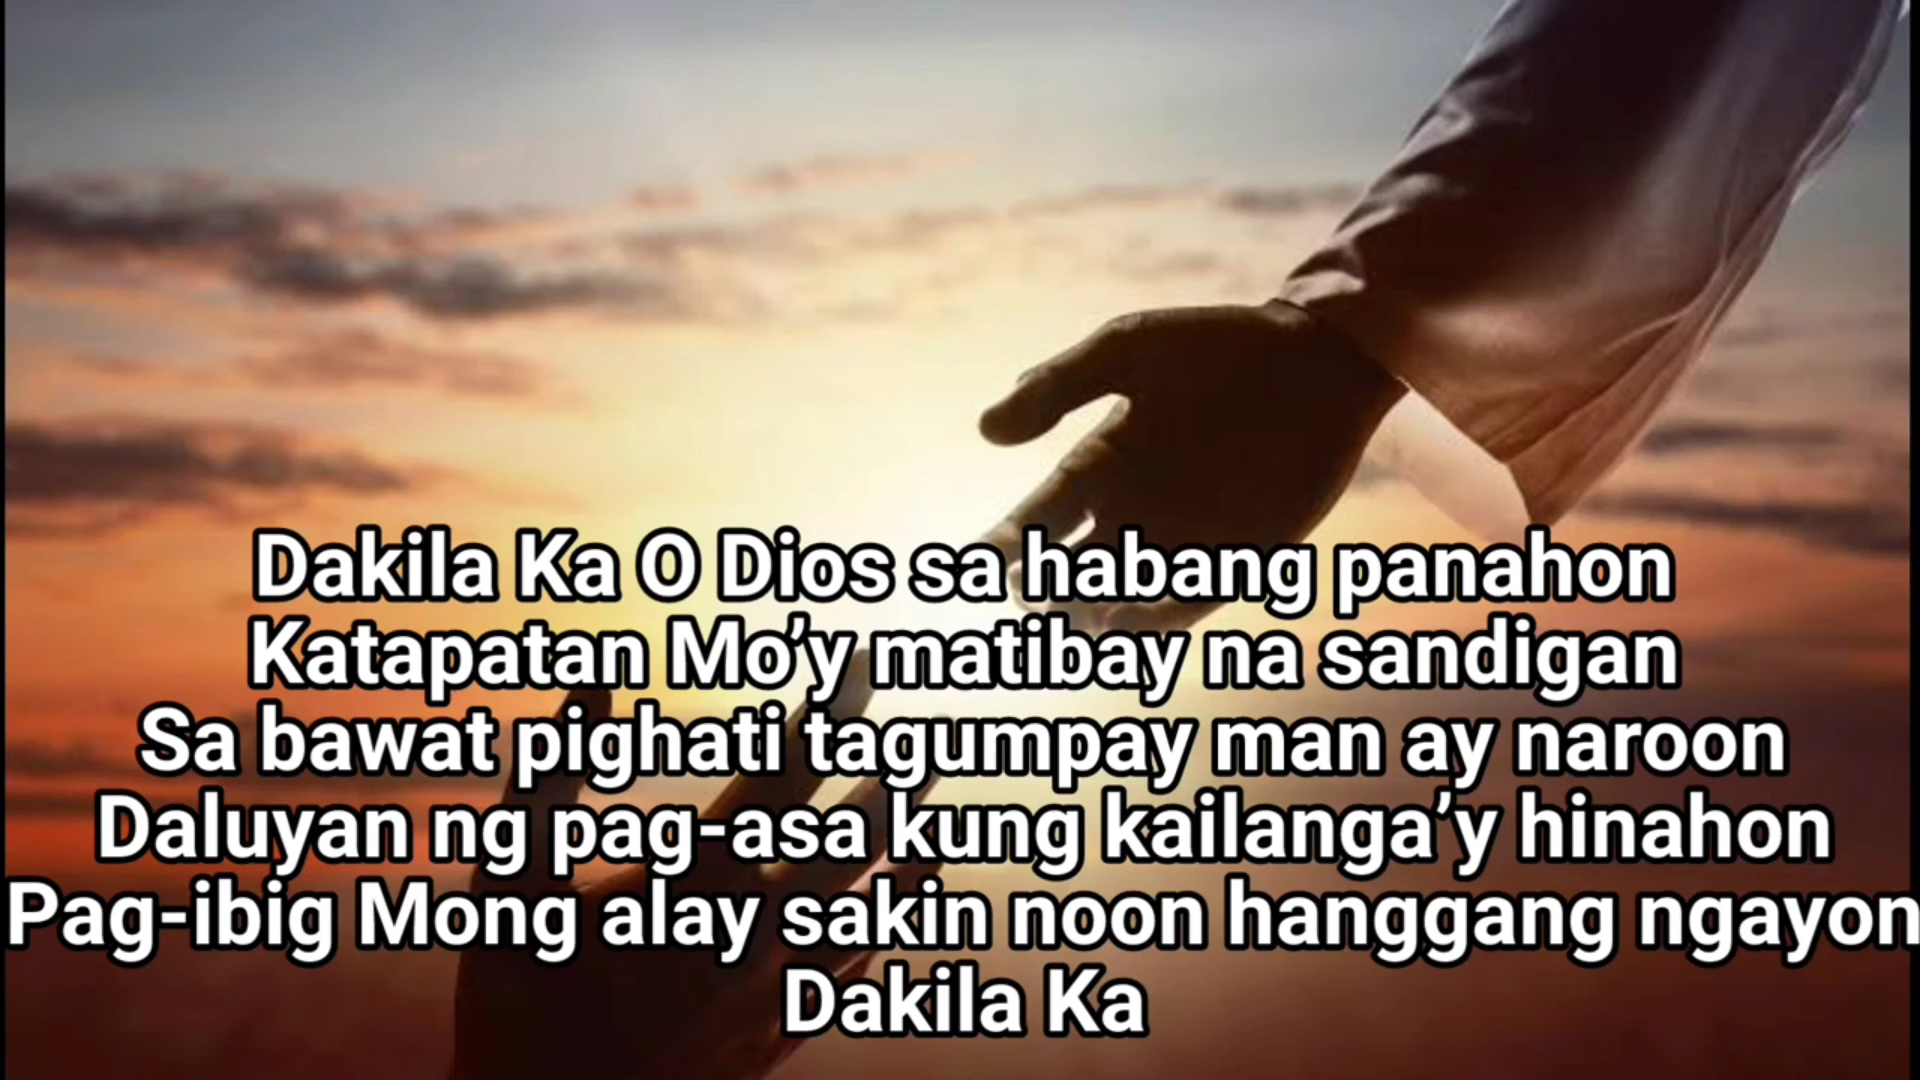 Dakila Ka O Dios sa habang panahon
Katapatan Mo’y matibay na sandigan
Sa bawat pighati tagumpay man ay naroon
Daluyan ng pag-asa kung kailanga’y hinahon
Pag-ibig Mong alay sakin noon hanggang ngayon
Dakila Ka